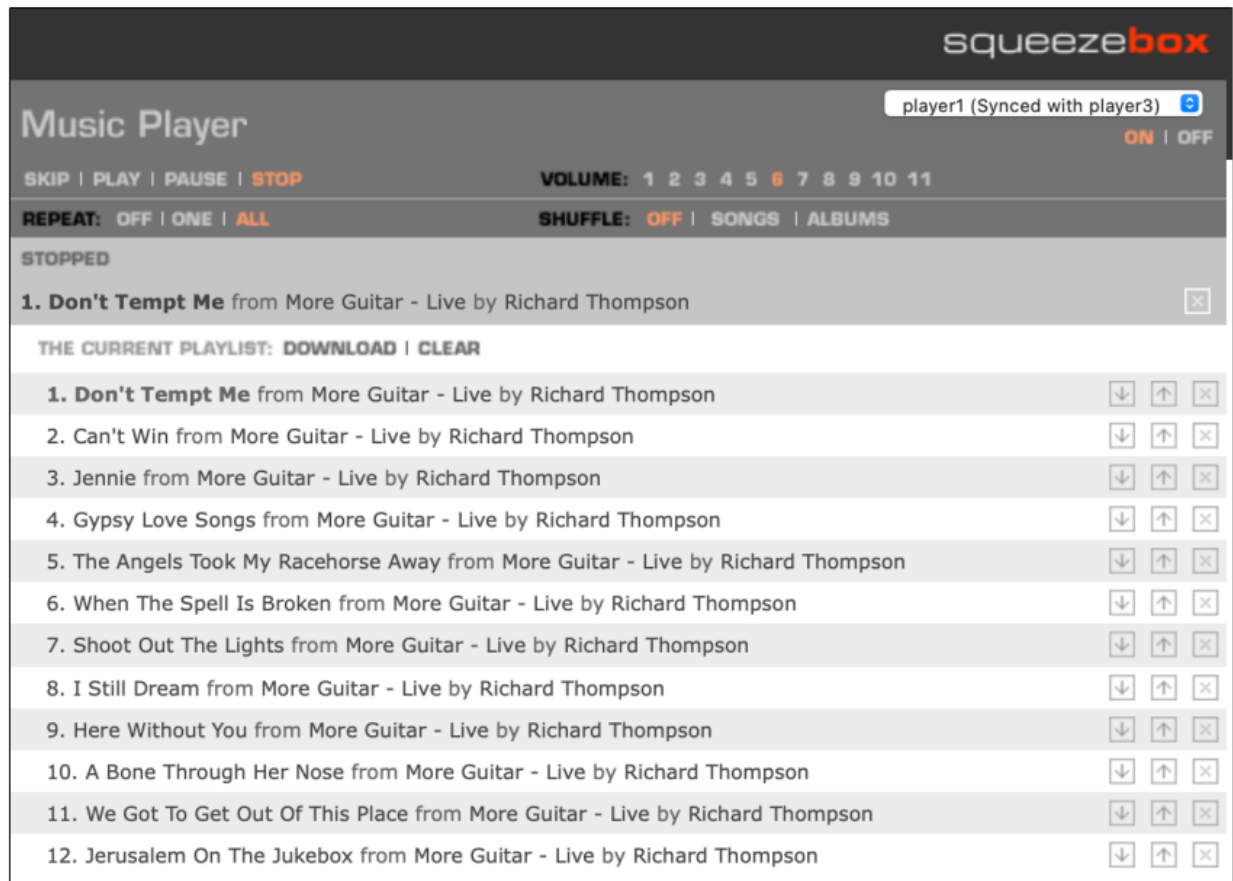 squeezebox
player1 (Synced with player3)
Music Player
ON | OFF
SKIP | PLAY | PAUSE | STOP VOLUME: 1 2 3 4 5 6 7 8 9 10 11
REPEAT: OFF | ONE | ALL SHUFFLE: OFF | SONGS | ALBUMS
STOPPED
1. Don't Tempt Me from More Guitar - Live by Richard Thompson
THE CURRENT PLAYLIST: DOWNLOAD | CLEAR
1. Don't Tempt Me from More Guitar - Live by Richard Thompson
2. Can't Win from More Guitar - Live by Richard Thompson
3. Jennie from More Guitar - Live by Richard Thompson
4. Gypsy Love Songs from More Guitar - Live by Richard Thompson
5. The Angels Took My Racehorse Away from More Guitar - Live by Richard Thompson
6. When The Spell Is Broken from More Guitar - Live by Richard Thompson
7. Shoot Out The Lights from More Guitar - Live by Richard Thompson
8. I Still Dream from More Guitar - Live by Richard Thompson
9. Here Without You from More Guitar - Live by Richard Thompson
10. A Bone Through Her Nose from More Guitar - Live by Richard Thompson
11. We Got To Get Out Of This Place from More Guitar - Live by Richard Thompson
12. Jerusalem On The Jukebox from More Guitar - Live by Richard Thompson